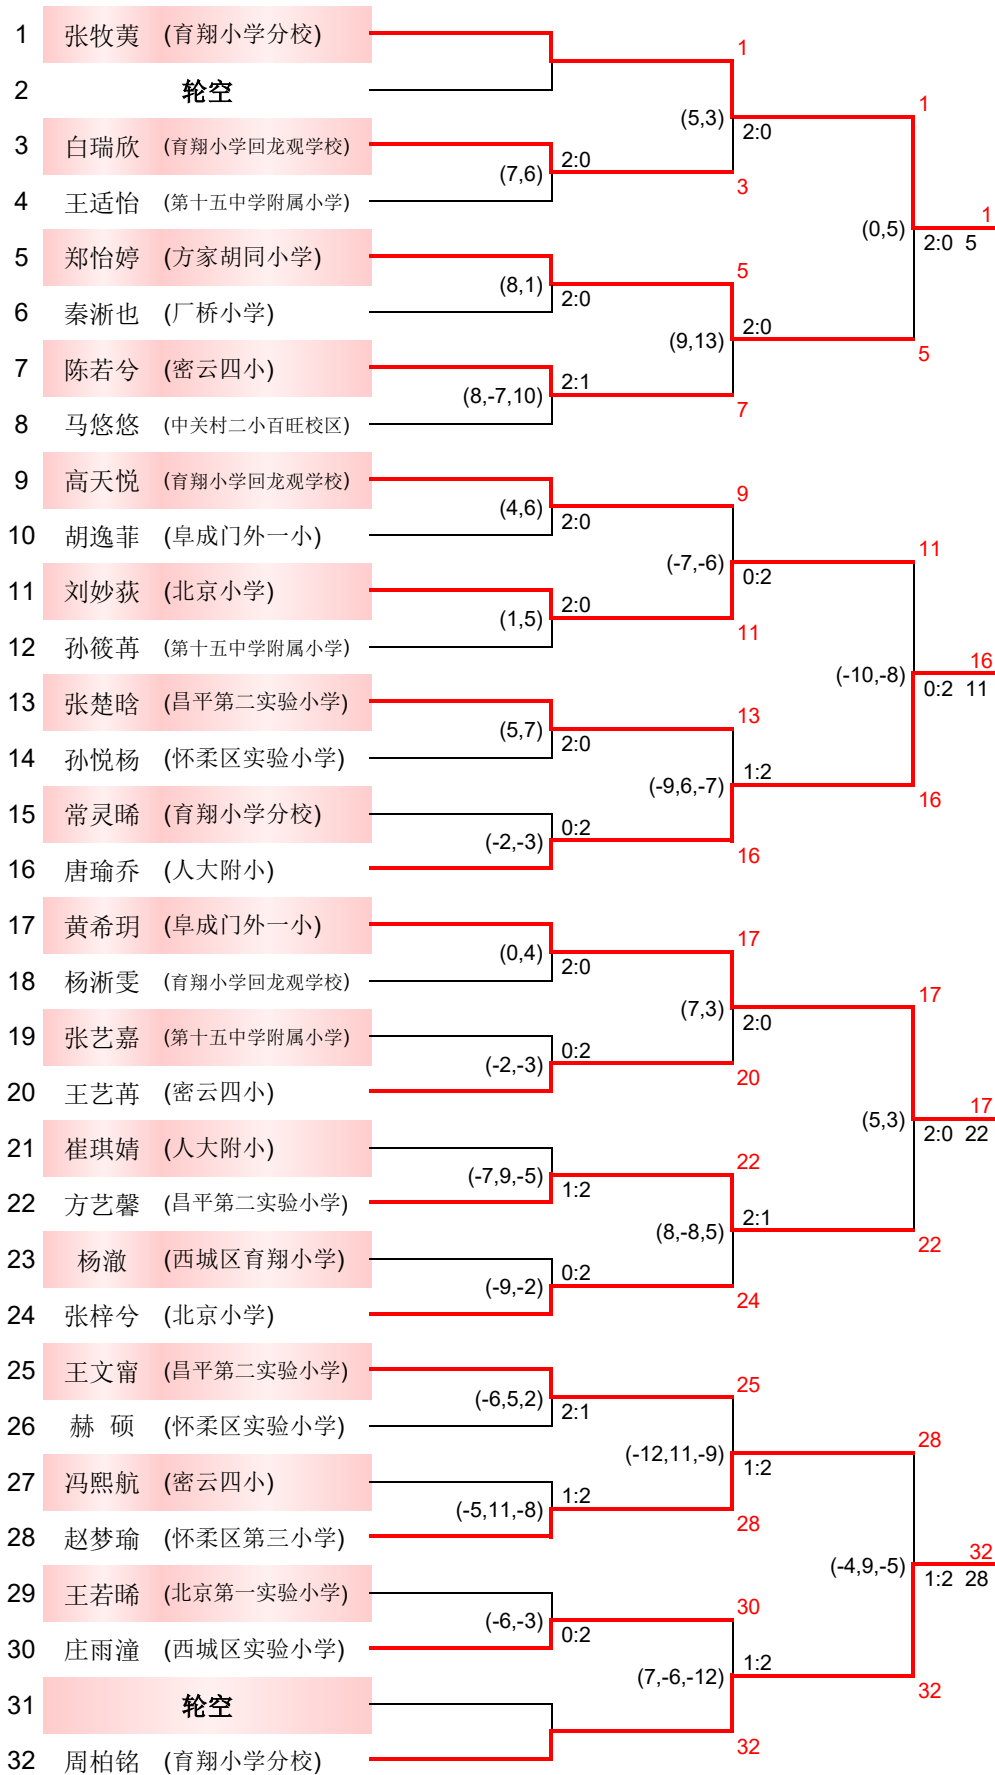 1 张牧荑 (育翔小学分校)
1
2 轮空
1
(5,3) 2:0
3 白瑞欣 (育翔小学回龙观学校)
2:0
(7,6)
3
4 王适怡 (第十五中学附属小学)
1
(0,5) 2:0 5
5 郑怡婷 (方家胡同小学)
5
(8,1) 2:0
6 秦淅也 (厂桥小学)
2:0
(9,13)
5
7 陈若兮 (密云四小)
2:1
(8,-7,10)
7
8 马悠悠 (中关村二小百旺校区)
9 高天悦 (育翔小学回龙观学校)
9
(4,6) 2:0
10 胡逸菲 (阜成门外一小)
11
(-7,-6) 0:2
11 刘妙荻 (北京小学)
2:0
(1,5)
11
12 孙筱苒 (第十五中学附属小学)
16
(-10,-8) 0:2 11
13 张楚晗 (昌平第二实验小学)
13
(5,7) 2:0
14 孙悦杨 (怀柔区实验小学)
1:2
(-9,6,-7)
16
15 常灵晞 (育翔小学分校)
0:2
(-2,-3)
16
16 唐瑜乔 (人大附小)
17 黄希玥 (阜成门外一小)
17
(0,4) 2:0
18 杨淅雯 (育翔小学回龙观学校)
17
(7,3) 2:0
19 张艺嘉 (第十五中学附属小学)
0:2
(-2,-3)
20
20 王艺苒 (密云四小)
17
(5,3) 2:0 22
21 崔琪婧 (人大附小)
22
(-7,9,-5) 1:2
22 方艺馨 (昌平第二实验小学)
2:1
(8,-8,5)
22
23 杨澈 (西城区育翔小学)
0:2
(-9,-2)
24
24 张梓兮 (北京小学)
25 王文甯 (昌平第二实验小学)
25
(-6,5,2) 2:1
26 赫 硕 (怀柔区实验小学)
28
(-12,11,-9) 1:2
27 冯熙航 (密云四小)
1:2
(-5,11,-8)
28
28 赵梦瑜 (怀柔区第三小学)
32
(-4,9,-5) 1:2 28
29 王若晞 (北京第一实验小学)
30
(-6,-3) 0:2
30 庄雨潼 (西城区实验小学)
1:2
(7,-6,-12)
32
31 轮空
32
32 周柏铭 (育翔小学分校)